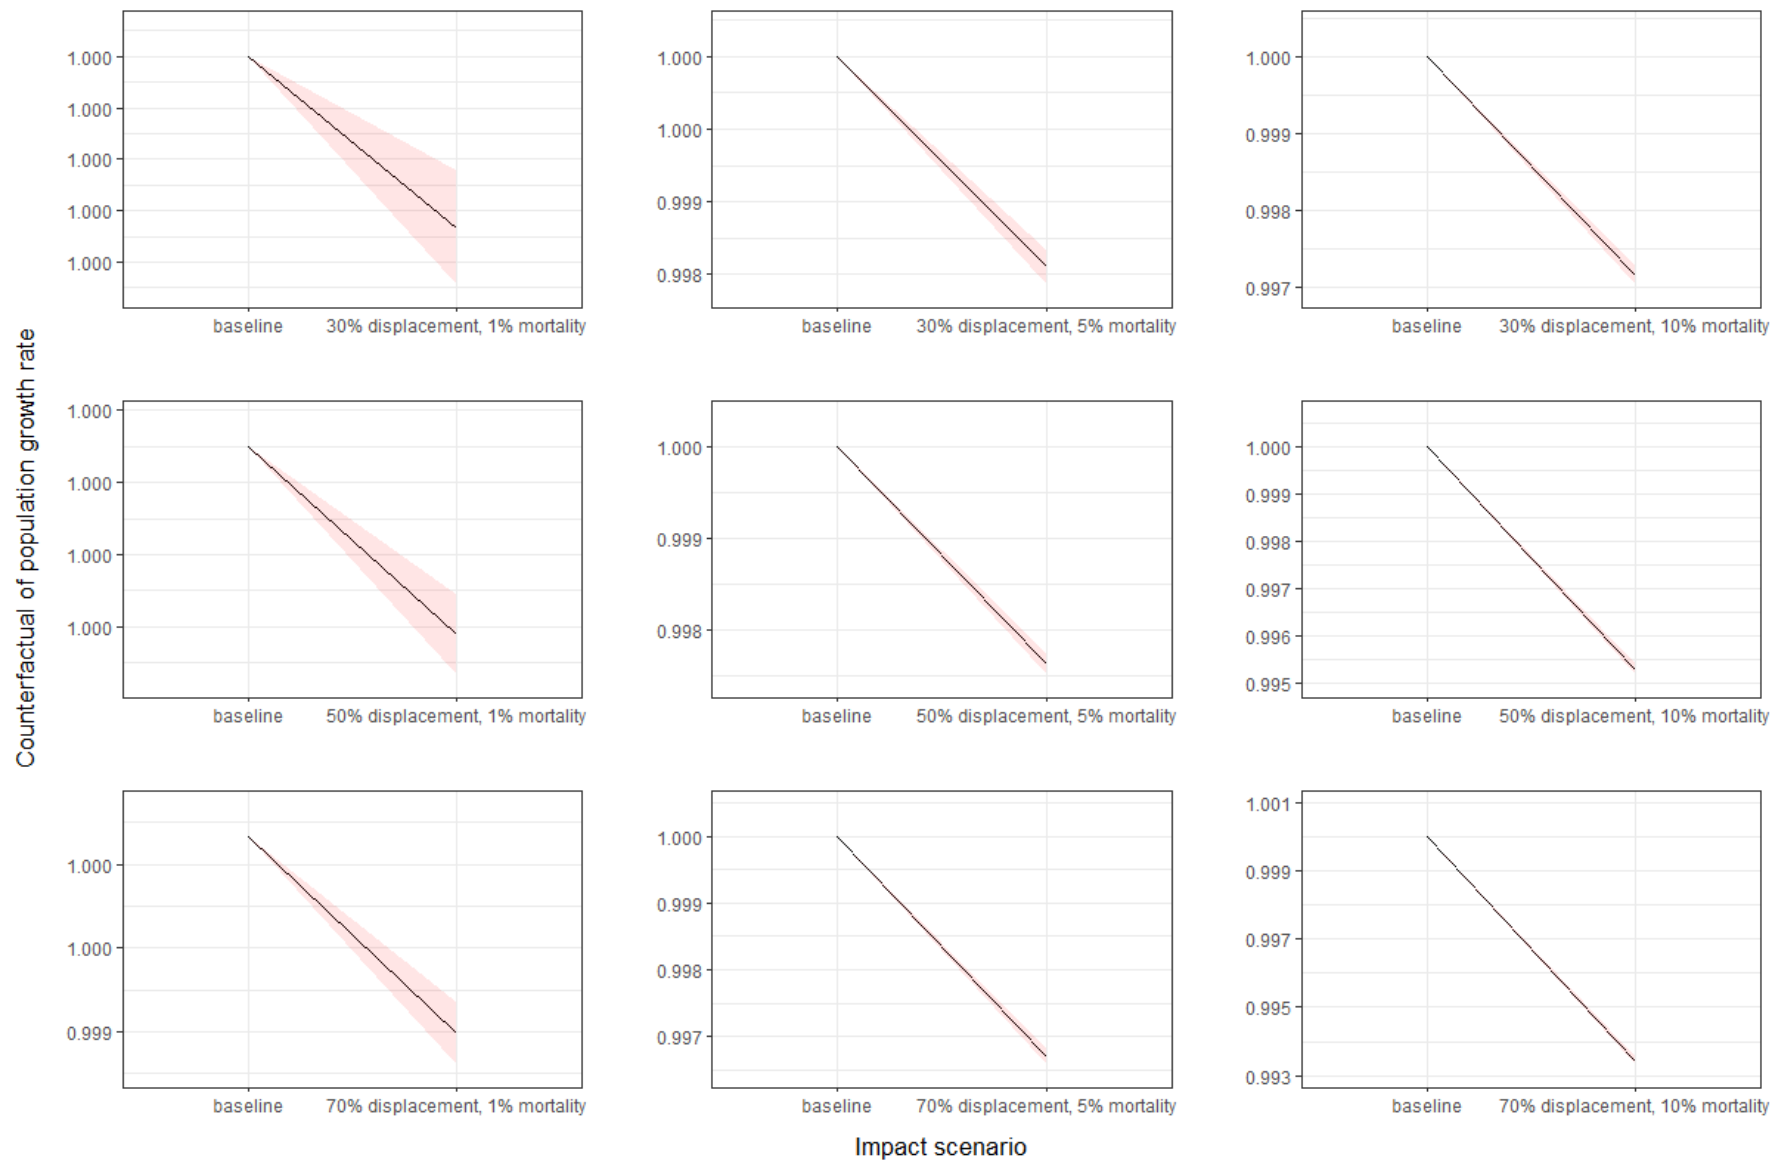 Counterfactual of population growth rate
1.000
1.000
1.000
1.000
1.000
baseline
30% displacement, 1% mortality
1.000
1.000
0.999
0.998
baseline
30% displacement, 5% mortality
1.000
0.999
0.998
0.997
baseline
30% displacement, 10% mortality
1.000
1.000
1.000
1.000
baseline
50% displacement, 1% mortality
1.000
0.999
0.998
baseline
50% displacement, 5% mortality
1.000
0.999
0.998
0.997
0.996
0.995
baseline
50% displacement, 10% mortality
1.000
1.000
0.999
baseline
70% displacement, 1% mortality
1.000
0.999
0.998
0.997
baseline
70% displacement, 5% mortality
1.001
0.999
0.997
0.995
0.993
baseline
70% displacement, 10% mortality
Impact scenario